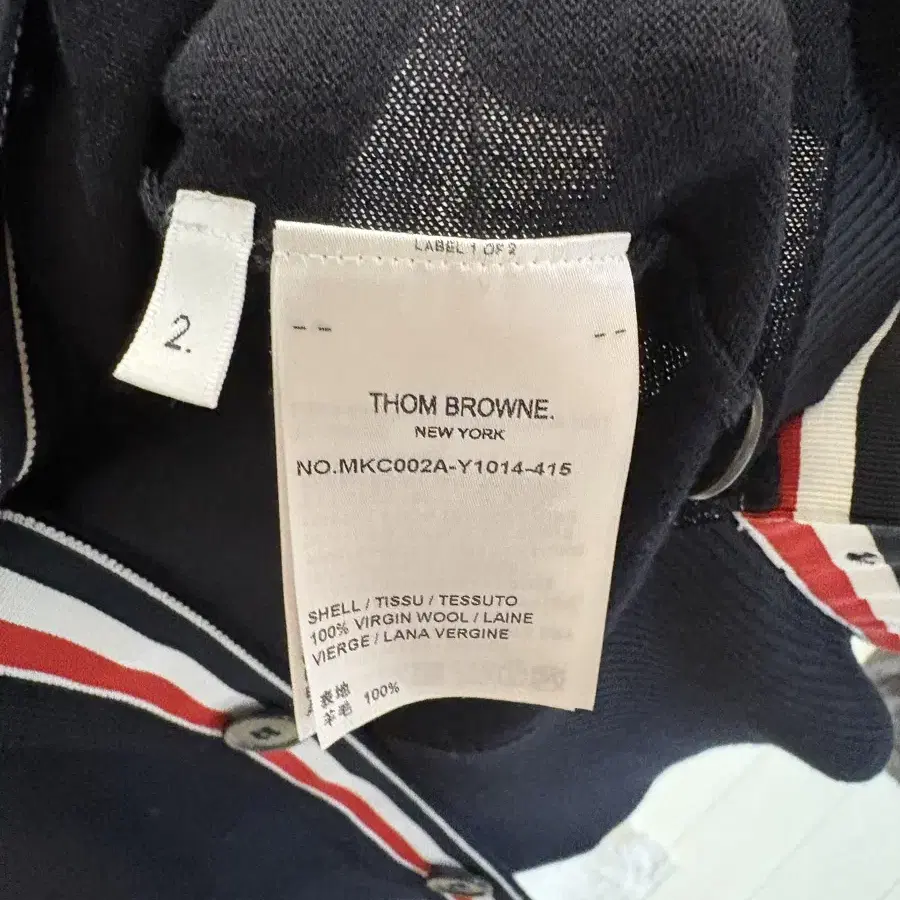 LABEL 1 OF 2
2.
THOM BROWNE.
NEW YORK
NO.MKC002A-Y1014-415
SHELL / TISSU / TESSUTO
100% VIRGIN WOOL / LAINE
VIERGE / LANA VERGINE
表地
羊毛 100%